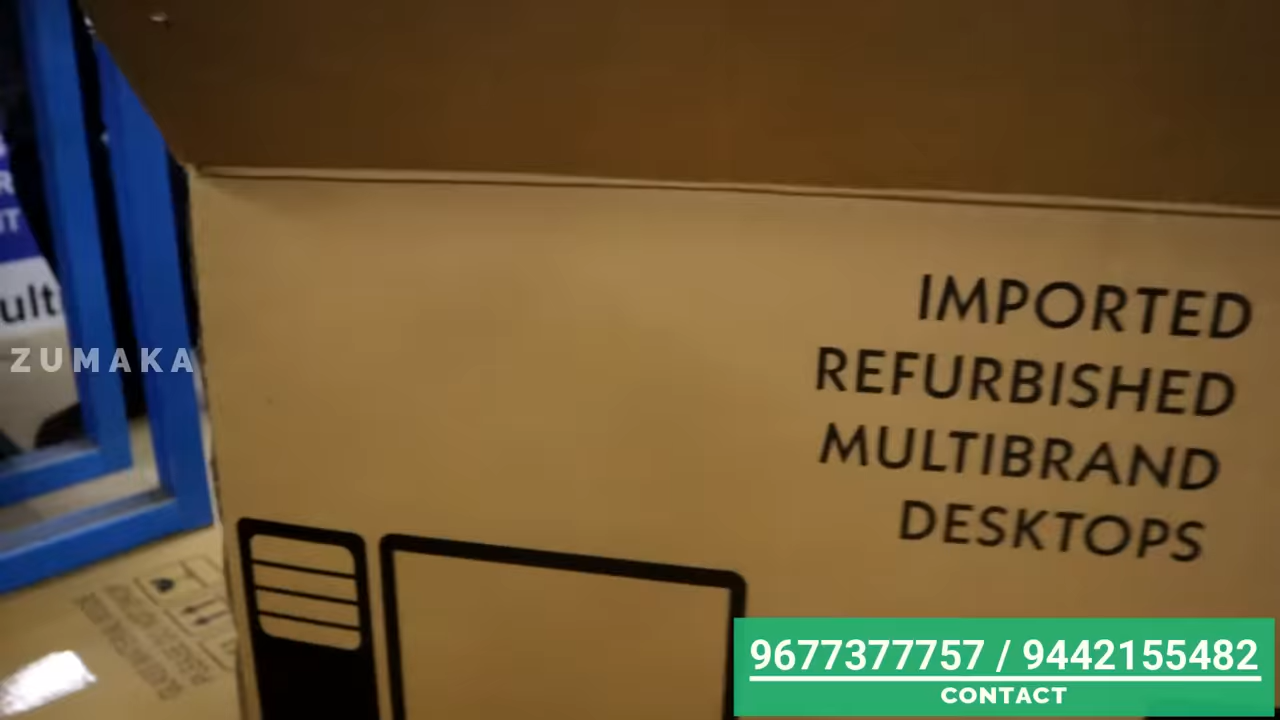 ZUMAKA
IMPORTED
REFURBISHED
MULTIBRAND
DESKTOPS
9677377757 / 9442155482
CONTACT